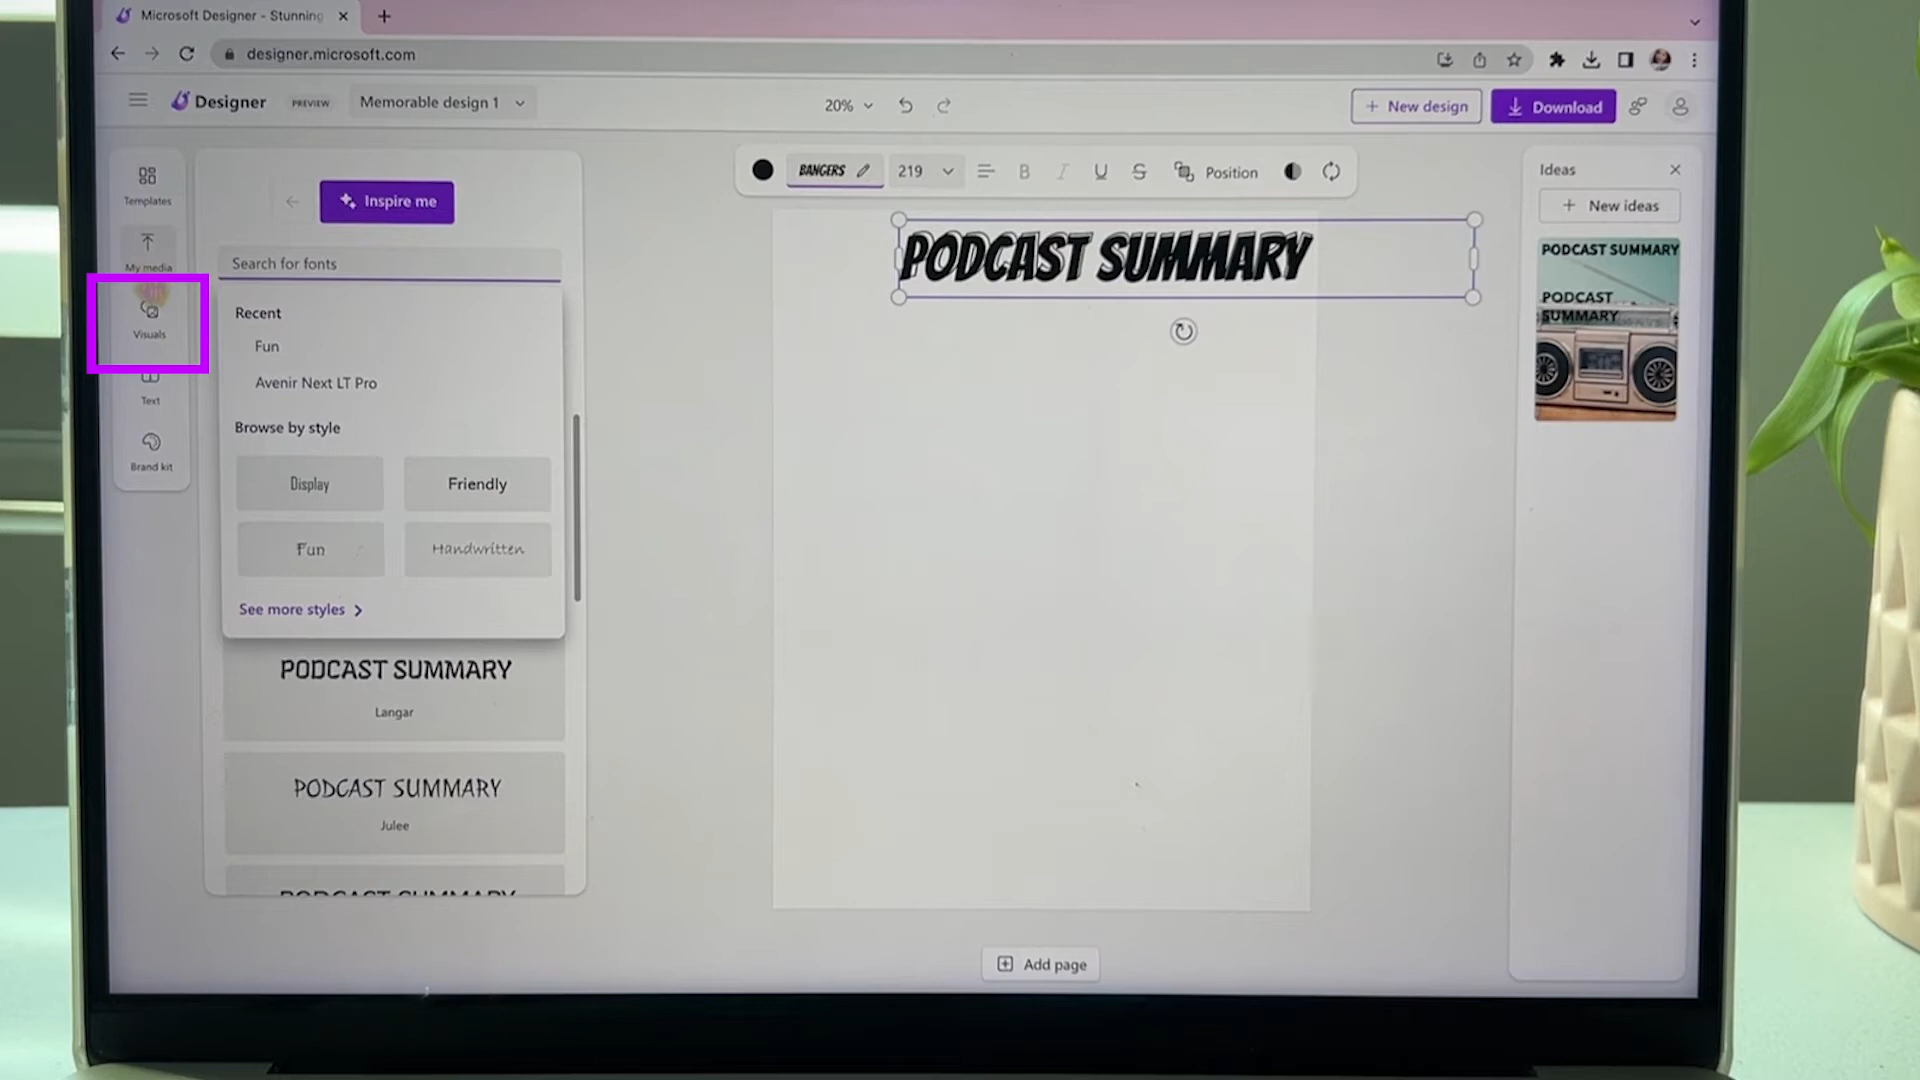 Microsoft Designer - Stunning
designer.microsoft.com
Designer PREVIEW Memorable design 1
20%
New design
Download
Templates
My media
Visuals
Text
Brand kit
Inspire me
Search for fonts
Recent
Fun
Avenir Next LT Pro
Browse by style
Display Friendly
Fun Handwritten
See more styles
PODCAST SUMMARY
Langar
PODCAST SUMMARY
Julee
PODCAST SUMMARY
BANGERS 219 B I U S Position
PODCAST SUMMARY
Add page
Ideas
New ideas
PODCAST SUMMARY
PODCAST
SUMMARY